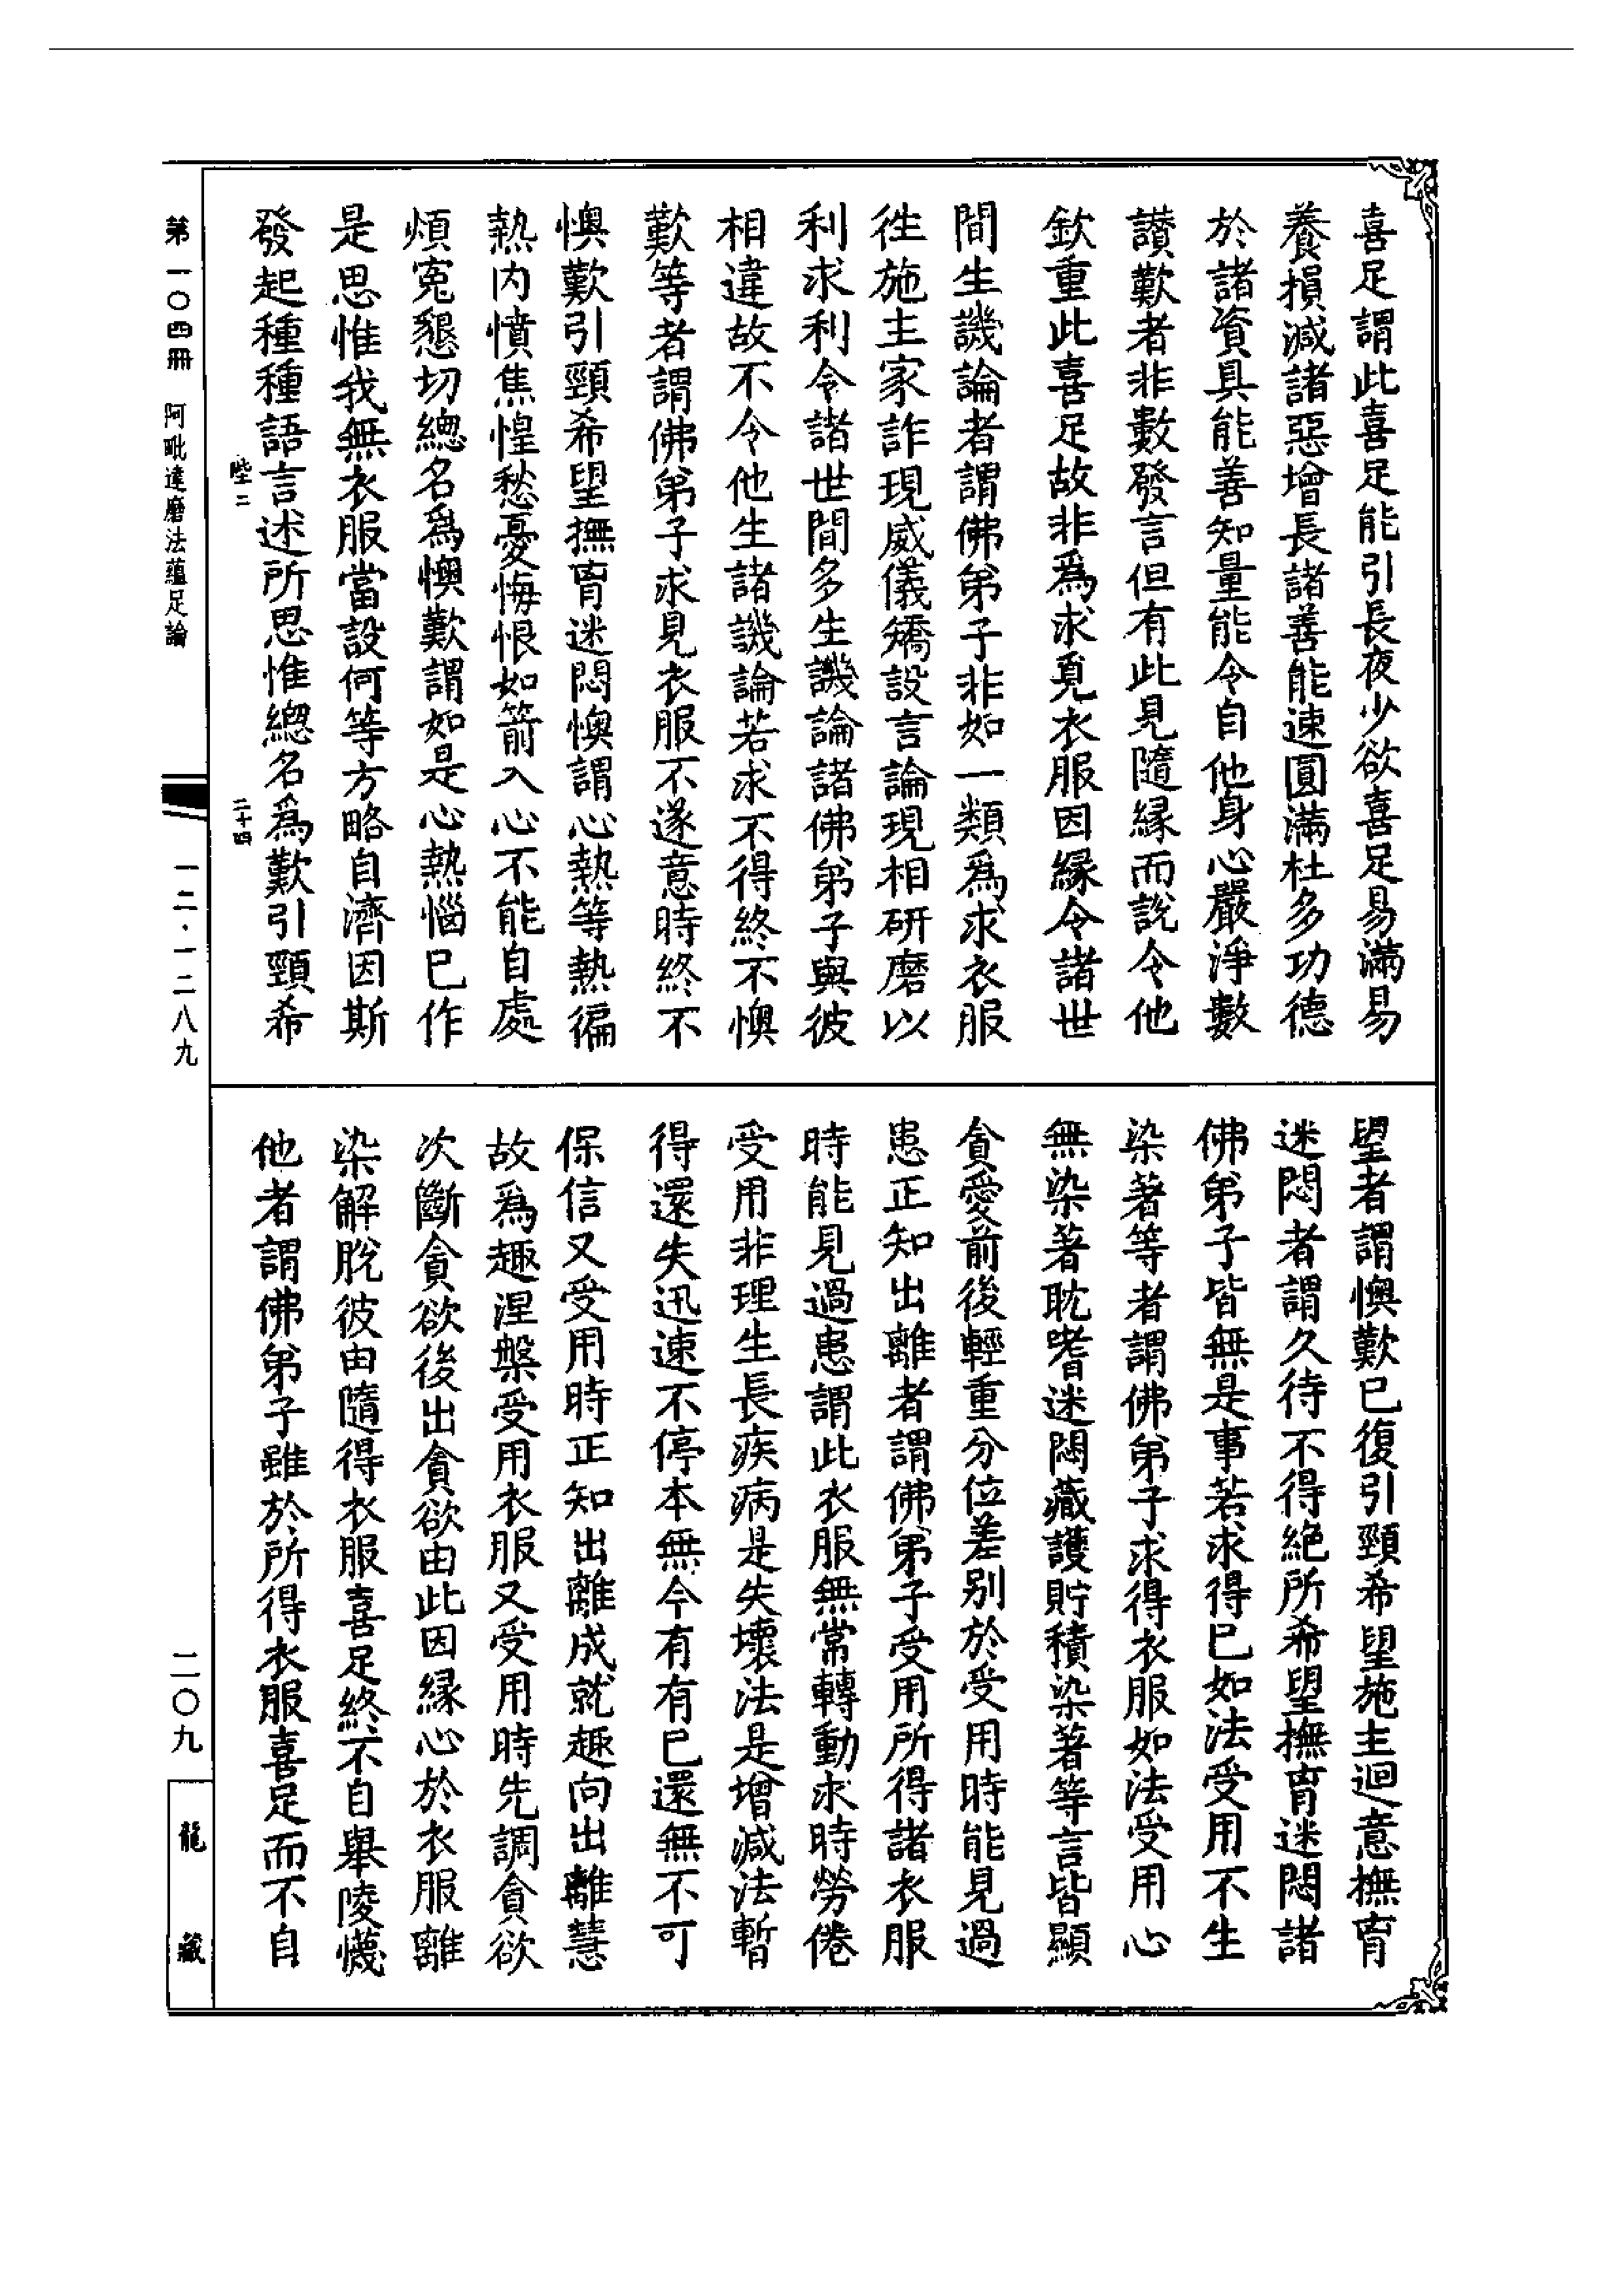 喜足謂此喜足能引長夜少欲喜足易滿易
養損減諸惡增長諸善能速圓滿杜多功德
於諸資具能善知量能令自他身心嚴淨數
讚歎者非數發言但有此見隨緣而說令他
欽重此喜足故非爲求覓衣服因緣令諸世
間生譏論者謂佛弟子非如一類爲求衣服
徃施主家詐現威儀矯設言論現相研磨以
利求利令諸世間多生譏論諸佛弟子與彼
相違故不令他生諸譏論若求不得終不懊
歎等者謂佛弟子求見衣服不遂意時終不
懊歎引頸希望撫𦚾迷悶懊謂心熱等熱徧
熱内憤焦惶愁憂悔恨如箭入心不能自處
煩寃懇切總名爲懊歎謂如是心熱惱已作
是思惟我無衣服當設何等方略自濟因斯
發起種種語言述所思惟總名爲歎引頸希
望者謂懊歎已復引頸希望施主迴意撫𦚾
迷悶者謂久待不得絶所希望撫𦚾迷悶諸
佛弟子皆無是事若求得已如法受用不生
染著等者謂佛弟子求得衣服如法受用心
無染著耽嗜迷悶藏護貯積染著等言皆顯
貪愛前後輕重分位差别於受用時能見過
患正知出離者謂佛弟子受用所得諸衣服
時能見過患謂此衣服無常轉動求時勞倦
受用非理生長疾病是失壞法是增減法暫
得還失迅速不停本無今有有已還無不可
保信又受用時正知出離成就趣向出離慧
故爲趣涅槃受用衣服又受用時先調貪欲
次斷貪欲後出貪欲由此因緣心於衣服離
染解脫彼由隨得衣服喜足終不自舉陵懱
他者謂佛弟子雖於所得衣服喜足而不自
陛二
二十四
第一〇四冊
阿毗達磨法蘊足論
一二·一二八九
二〇九
龍藏